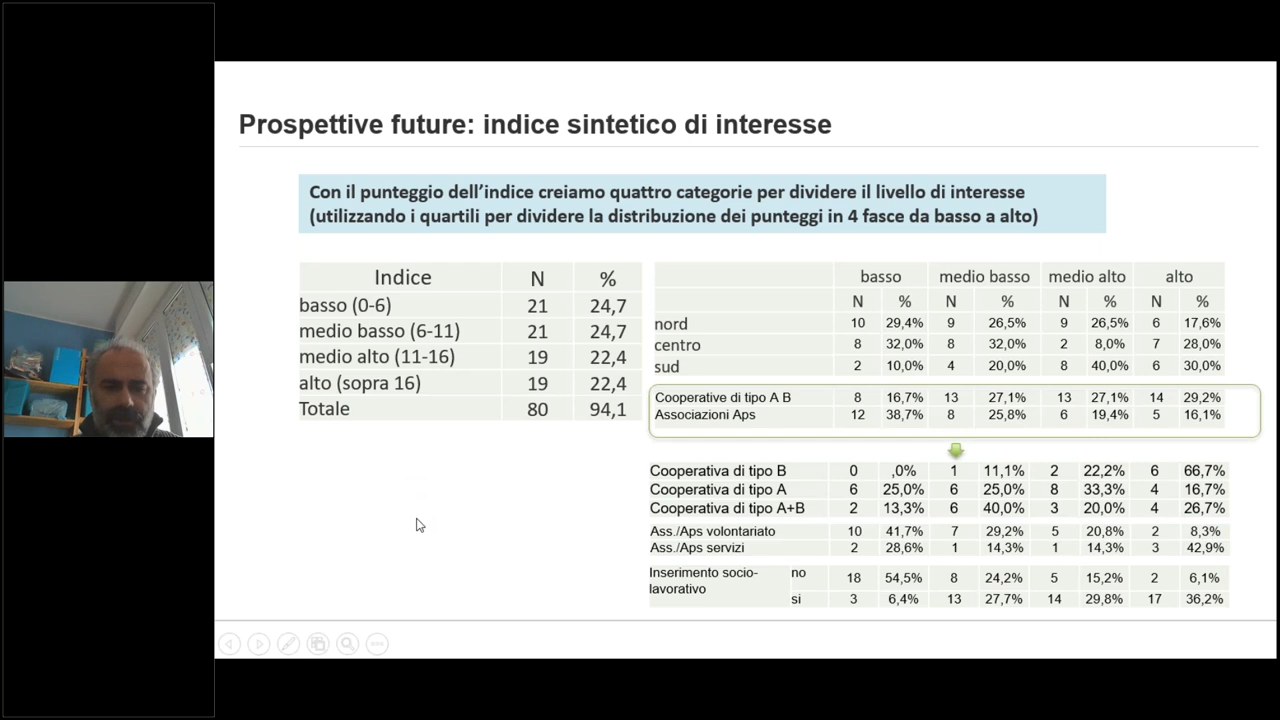 Prospettive future: indice sintetico di interesse
Con il punteggio dell'indice creiamo quattro categorie per dividere il livello di interesse
(utilizzando i quartili per dividere la distribuzione dei punteggi in 4 fasce da basso a alto)
Indice N %
basso (0-6) 21 24,7
medio basso (6-11) 21 24,7
medio alto (11-16) 19 22,4
alto (sopra 16) 19 22,4
Totale 80 94,1
basso medio basso medio alto alto
N % N % N % N %
nord 10 29,4% 9 26,5% 9 26,5% 6 17,6%
centro 8 32,0% 8 32,0% 2 8,0% 7 28,0%
sud 2 10,0% 4 20,0% 8 40,0% 6 30,0%
Cooperative di tipo A B 8 16,7% 13 27,1% 13 27,1% 14 29,2%
Associazioni Aps 12 38,7% 8 25,8% 6 19,4% 5 16,1%
Cooperativa di tipo B 0 ,0% 1 11,1% 2 22,2% 6 66,7%
Cooperativa di tipo A 6 25,0% 6 25,0% 8 33,3% 4 16,7%
Cooperativa di tipo A+B 2 13,3% 6 40,0% 3 20,0% 4 26,7%
Ass./Aps volontariato 10 41,7% 7 29,2% 5 20,8% 2 8,3%
Ass./Aps servizi 2 28,6% 1 14,3% 1 14,3% 3 42,9%
Inserimento socio-
lavorativo
no 18 54,5% 8 24,2% 5 15,2% 2 6,1%
si 3 6,4% 13 27,7% 14 29,8% 17 36,2%